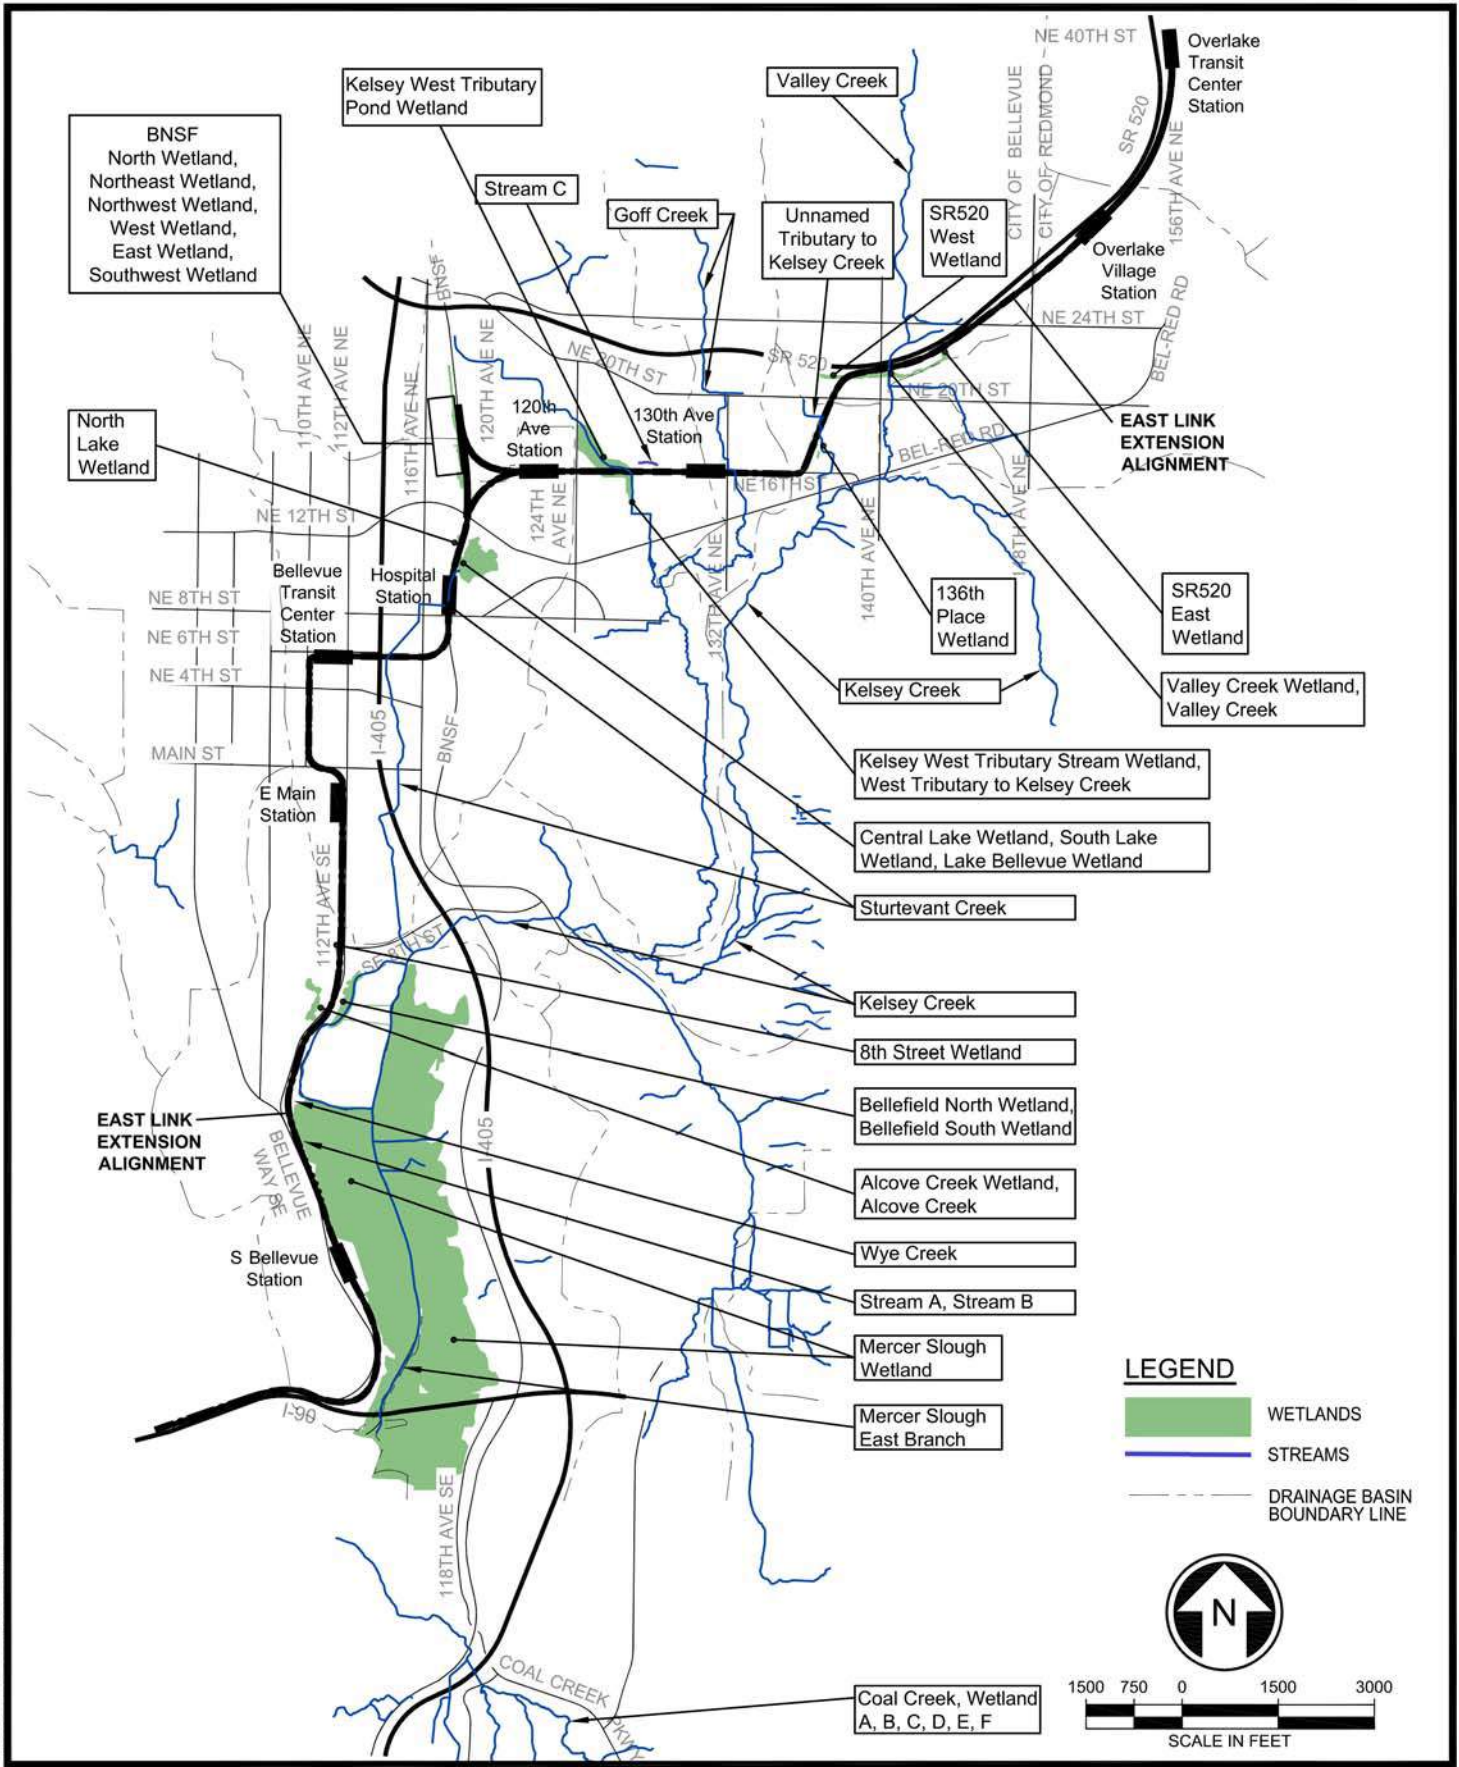 NE 40TH ST
Overlake
Transit
Center
Station
Kelsey West Tributary
Pond Wetland
Valley Creek
CITY OF BELLEVUE
CITY OF REDMOND
SR 520
156TH AVE NE
BNSF
North Wetland,
Northeast Wetland,
Northwest Wetland,
West Wetland,
East Wetland,
Southwest Wetland
Stream C
Goff Creek
Unnamed
Tributary to
Kelsey Creek
SR520
West
Wetland
Overlake
Village
Station
BNSF
NE 24TH ST
BEL-RED RD
110TH AVE NE
112TH AVE NE
116TH AVE NE
120TH AVE NE
NE 20TH ST
SR 520
NE 20TH ST
North
Lake
Wetland
120th
Ave
Station
130th Ave
Station
EAST LINK
EXTENSION
ALIGNMENT
BEL-RED RD
NE 12TH ST
124TH
AVE NE
NE16THST
140TH AVE NE
148TH AVE NE
132TH AVE NE
Bellevue
Transit
Center
Station
Hospital
Station
NE 8TH ST
NE 6TH ST
NE 4TH ST
136th
Place
Wetland
SR520
East
Wetland
Kelsey Creek
Valley Creek Wetland,
Valley Creek
I-405
BNSF
MAIN ST
Kelsey West Tributary Stream Wetland,
West Tributary to Kelsey Creek
E Main
Station
Central Lake Wetland, South Lake
Wetland, Lake Bellevue Wetland
112TH AVE SE
Sturtevant Creek
SE 8TH ST
Kelsey Creek
8th Street Wetland
Bellefield North Wetland,
Bellefield South Wetland
EAST LINK
EXTENSION
ALIGNMENT
BELLEVUE
WAY SE
I-405
Alcove Creek Wetland,
Alcove Creek
Wye Creek
S Bellevue
Station
Stream A, Stream B
Mercer Slough
Wetland
I-90
Mercer Slough
East Branch
118TH AVE SE
LEGEND
WETLANDS
STREAMS
DRAINAGE BASIN
BOUNDARY LINE
N
COAL CREEK PKWY
Coal Creek, Wetland
A, B, C, D, E, F
1500 750 0 1500 3000
SCALE IN FEET